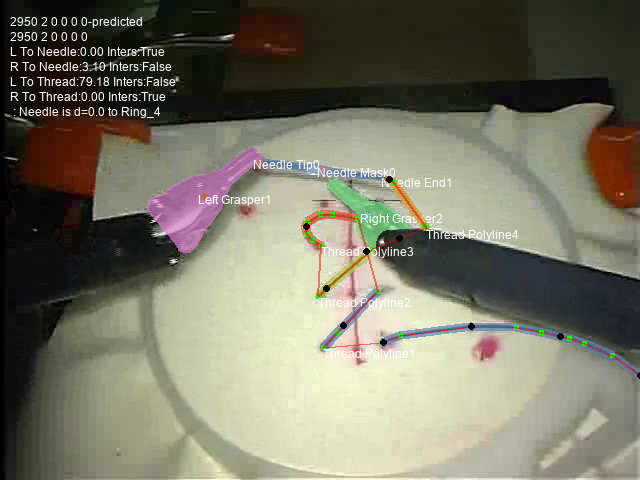 2950 2 0 0 0 0-predicted
2950 2 0 0 0 0
L To Needle:0.00 Inters:True
R To Needle:3.10 Inters:False
L To Thread:79.18 Inters:False
R To Thread:0.00 Inters:True
: Needle is d=0.0 to Ring_4
Needle Tip0
Needle Mask0
Needle End1
Left Grasper1
Right Grasper2
Thread Polyline4
Thread Polyline3
Thread Polyline2
Thread Polyline1